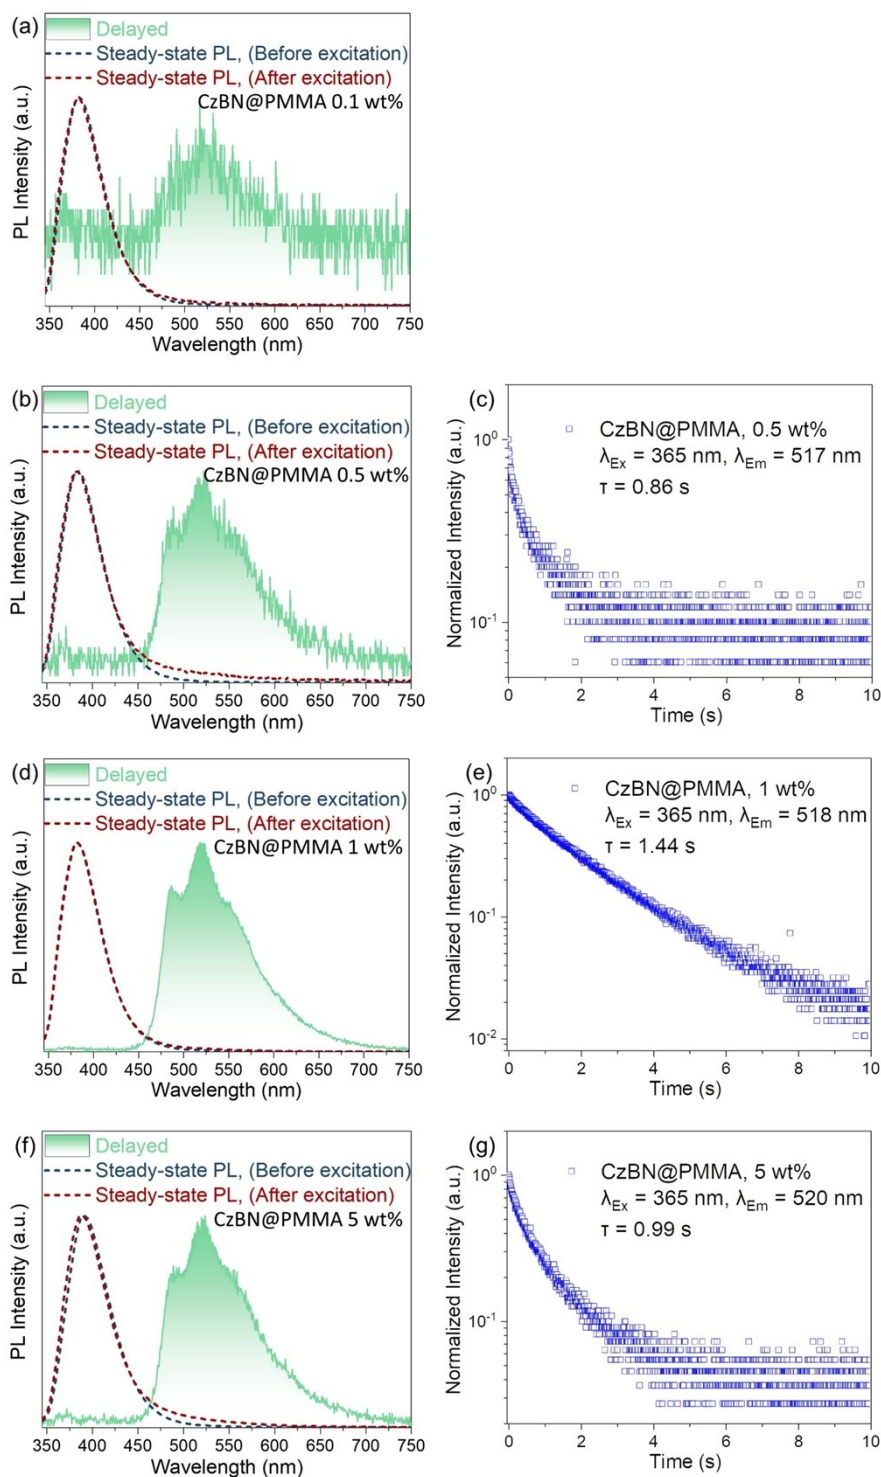 (a)
Delayed
Steady-state PL, (Before excitation)
Steady-state PL, (After excitation)
CzBN@PMMA 0.1 wt%
PL Intensity (a.u.)
350 400 450 500 550 600 650 700 750
Wavelength (nm)
(b)
Delayed
Steady-state PL, (Before excitation)
Steady-state PL, (After excitation)
CzBN@PMMA 0.5 wt%
PL Intensity (a.u.)
350 400 450 500 550 600 650 700 750
Wavelength (nm)
(c)
CzBN@PMMA, 0.5 wt%
λEx = 365 nm, λEm = 517 nm
τ = 0.86 s
Normalized Intensity (a.u.)
10⁰
10⁻¹
0 2 4 6 8 10
Time (s)
(d)
Delayed
Steady-state PL, (Before excitation)
Steady-state PL, (After excitation)
CzBN@PMMA 1 wt%
PL Intensity (a.u.)
350 400 450 500 550 600 650 700 750
Wavelength (nm)
(e)
CzBN@PMMA, 1 wt%
λEx = 365 nm, λEm = 518 nm
τ = 1.44 s
Normalized Intensity (a.u.)
10⁰
10⁻¹
10⁻²
0 2 4 6 8 10
Time (s)
(f)
Delayed
Steady-state PL, (Before excitation)
Steady-state PL, (After excitation)
CzBN@PMMA 5 wt%
PL Intensity (a.u.)
350 400 450 500 550 600 650 700 750
Wavelength (nm)
(g)
CzBN@PMMA, 5 wt%
λEx = 365 nm, λEm = 520 nm
τ = 0.99 s
Normalized Intensity (a.u.)
10⁰
10⁻¹
0 2 4 6 8 10
Time (s)